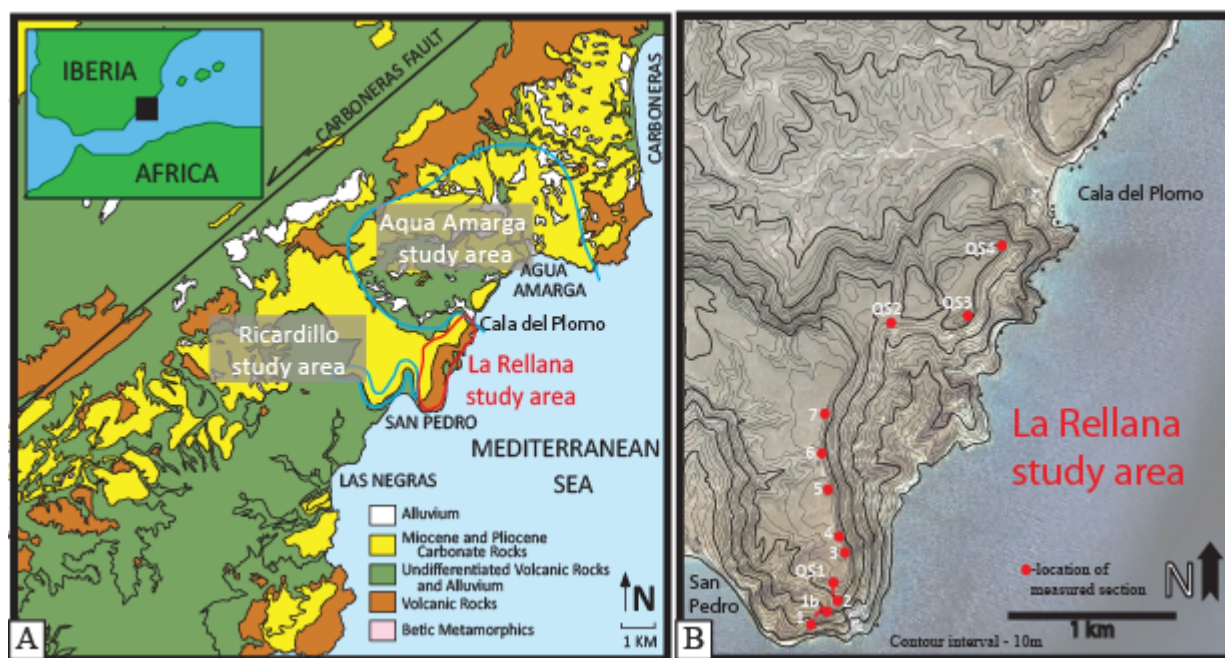 IBERIA
AFRICA
CARBONERAS FAULT
CARBONERAS
Aqua Amarga
study area
AGUA
AMARGA
Cala del Plomo
Ricardillo
study area
La Rellana
study area
SAN PEDRO
MEDITERRANEAN
SEA
LAS NEGRAS
Alluvium
Miocene and Pliocene
Carbonate Rocks
Undifferentiated Volcanic Rocks
and Alluvium
Volcanic Rocks
Betic Metamorphics
N
1 KM
A
Cala del Plomo
QS4
QS2
QS3
7
La Rellana
study area
6
5
4
3
QS1
San
Pedro
1b
2
1
-location of
measured section
N
1 km
Contour interval - 10m
B